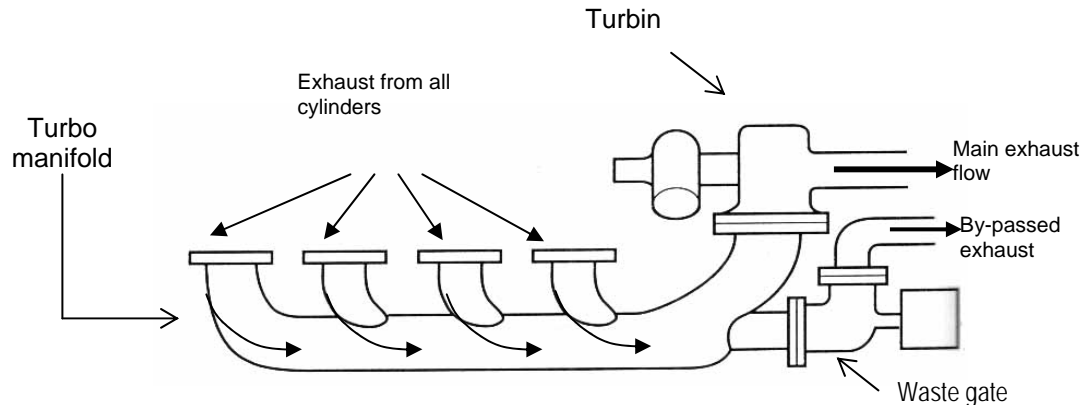 Turbin
Exhaust from all
cylinders
Turbo
manifold
Main exhaust
flow
By-passed
exhaust
Waste gate